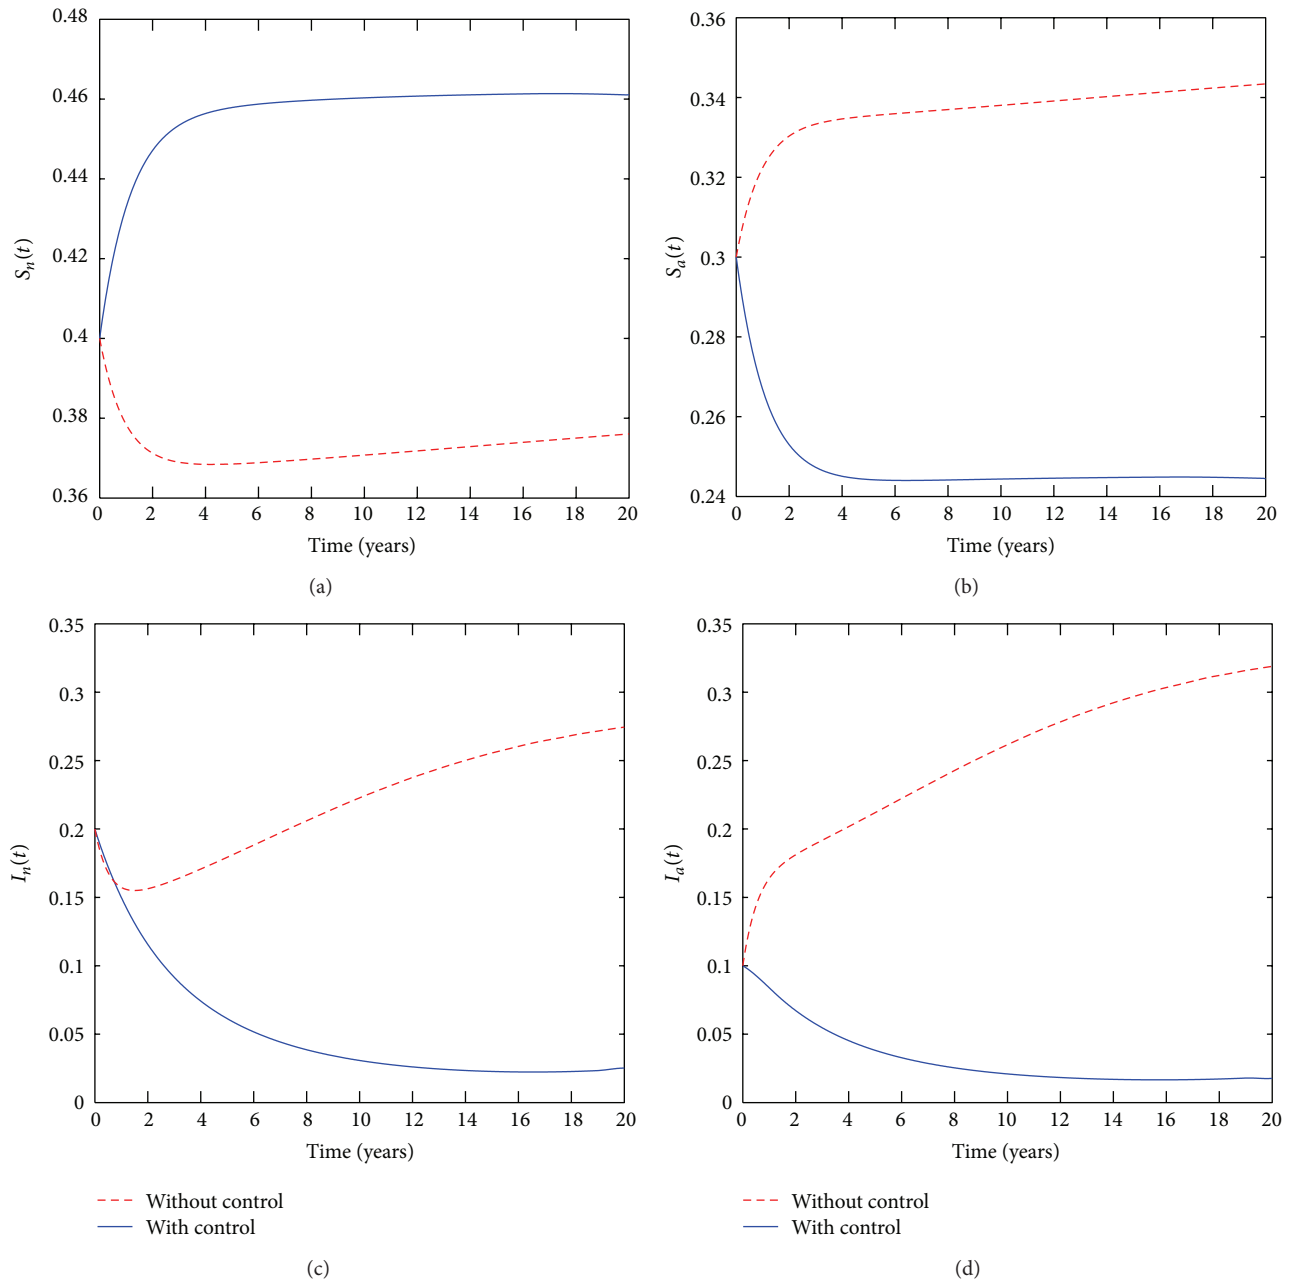 0.48
0.46
0.44
0.42
0.4
0.38
0.36
Sn(t)
0 2 4 6 8 10 12 14 16 18 20
Time (years)
(a)
0.36
0.34
0.32
0.3
0.28
0.26
0.24
Sa(t)
0 2 4 6 8 10 12 14 16 18 20
Time (years)
(b)
0.35
0.3
0.25
0.2
0.15
0.1
0.05
0
In(t)
0 2 4 6 8 10 12 14 16 18 20
Time (years)
Without control
With control
(c)
0.35
0.3
0.25
0.2
0.15
0.1
0.05
0
Ia(t)
0 2 4 6 8 10 12 14 16 18 20
Time (years)
Without control
With control
(d)